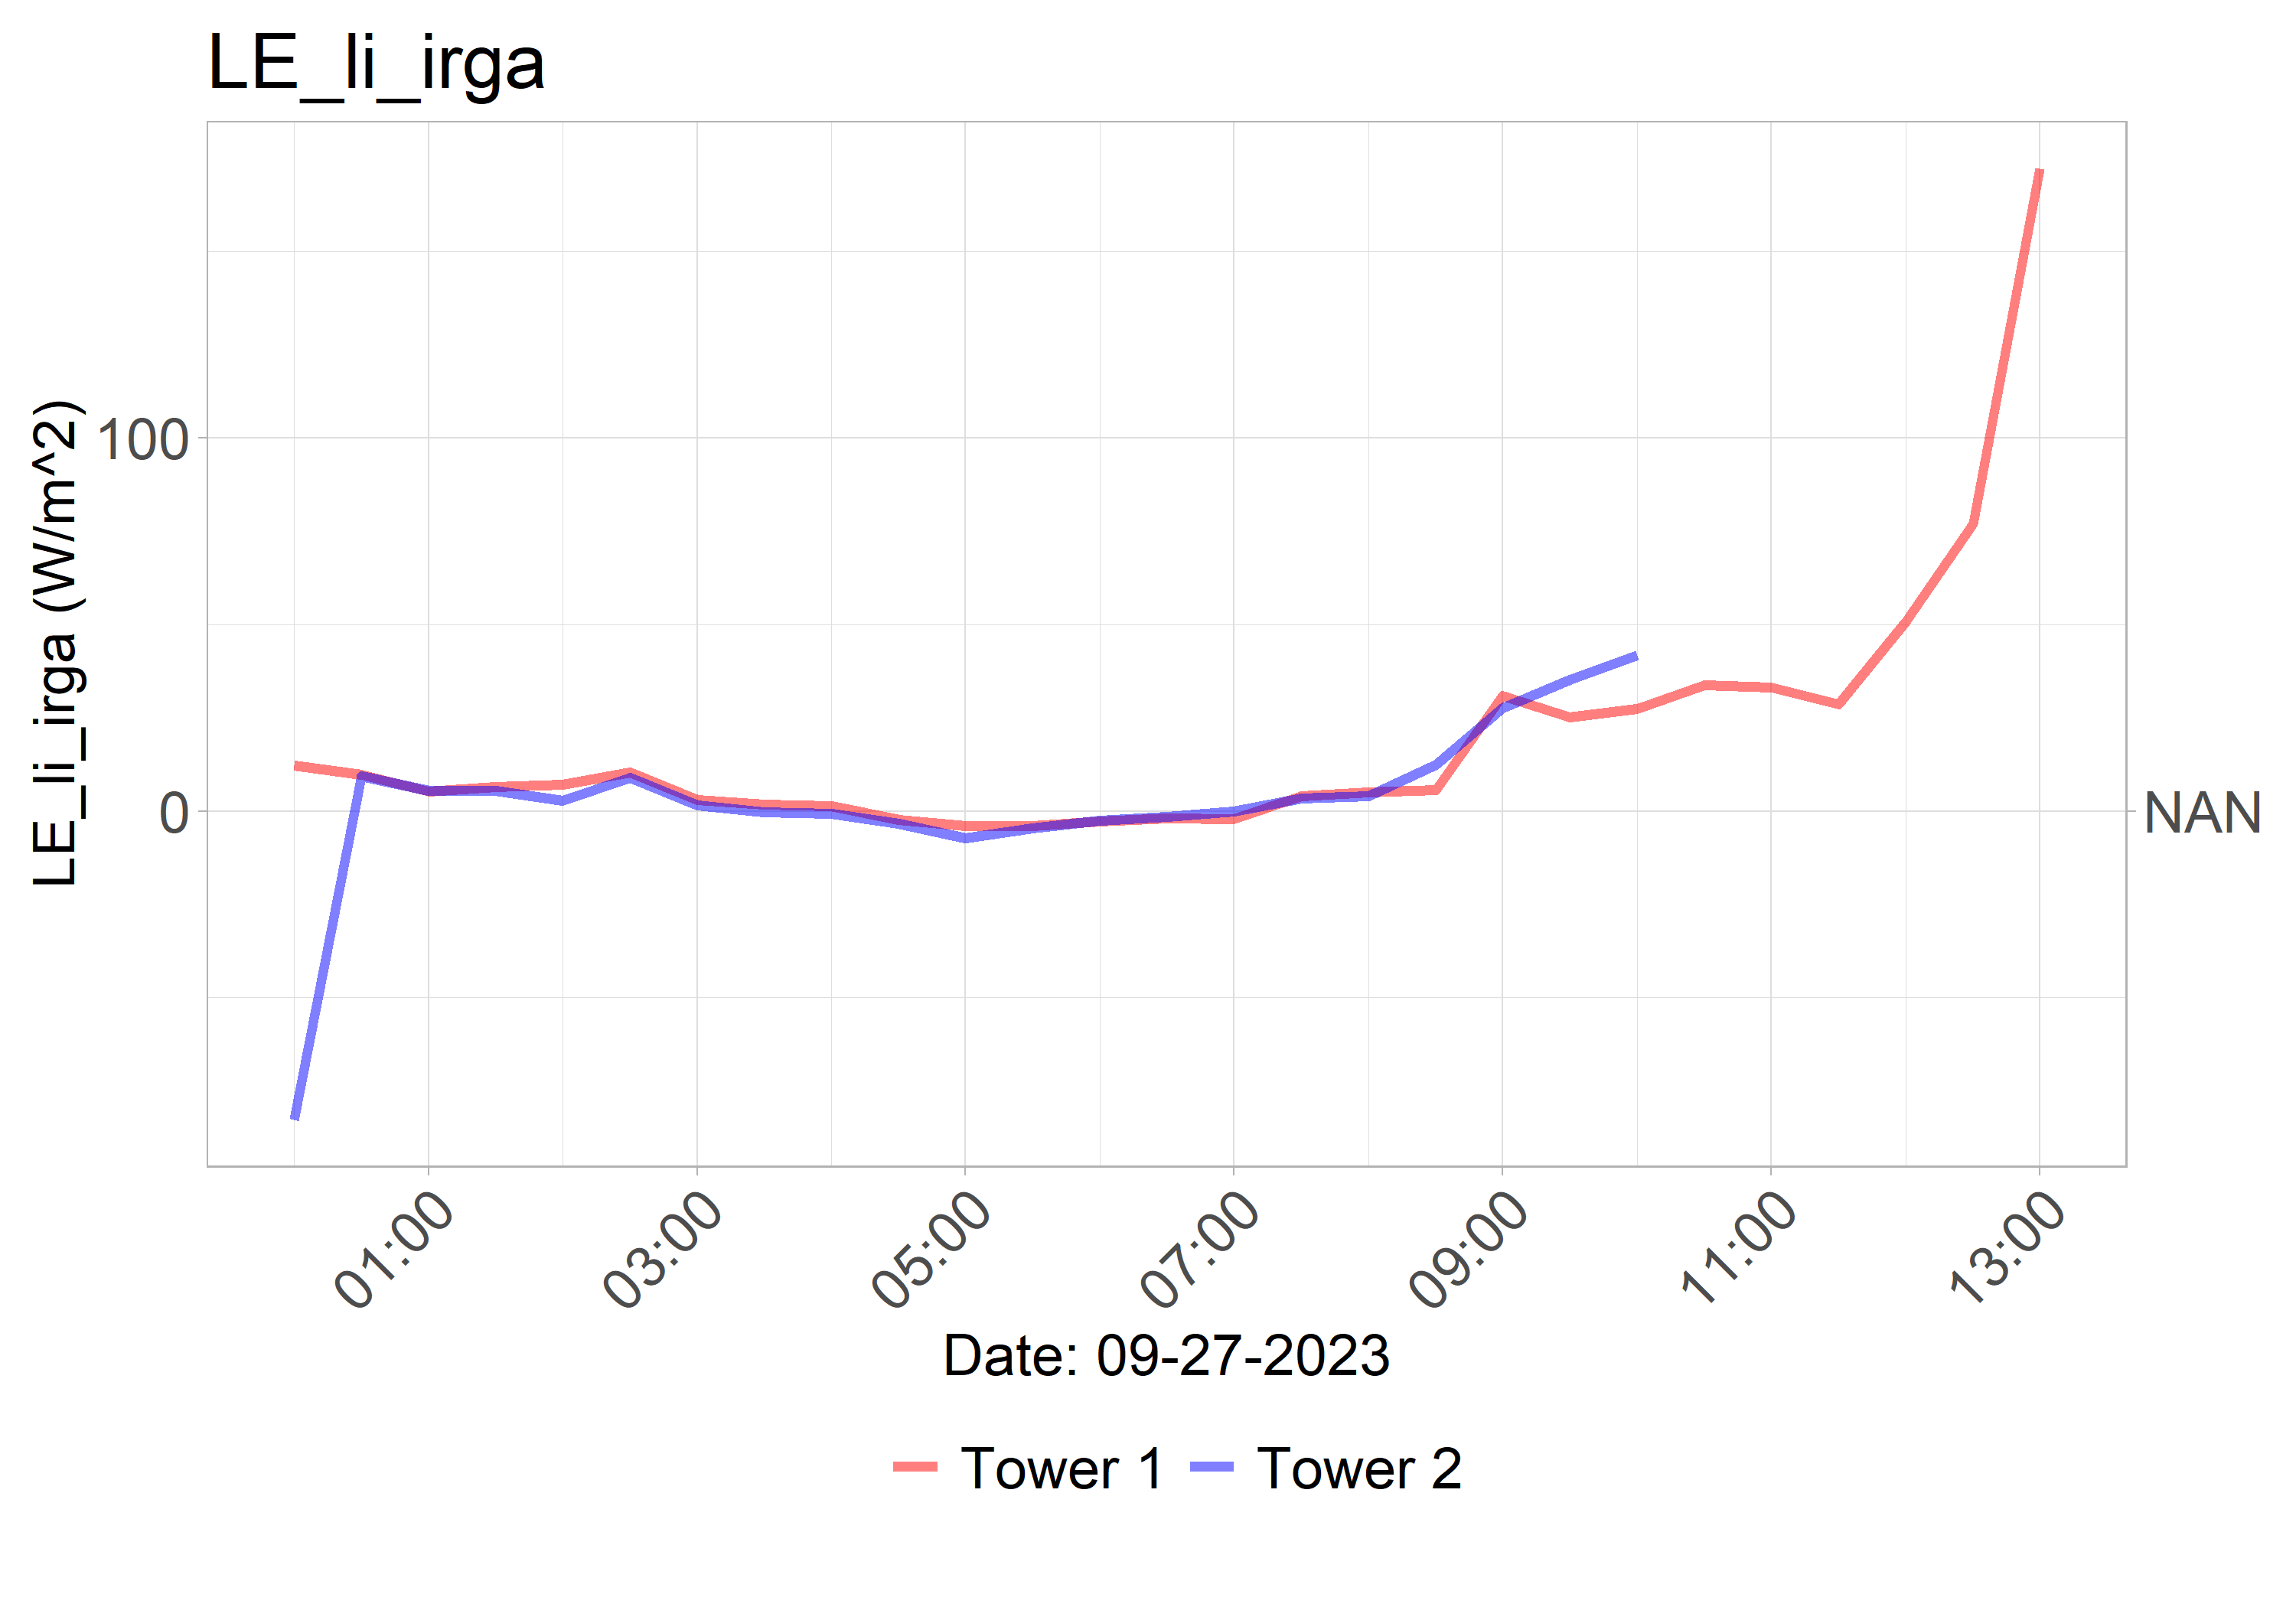 LE_li_irga
LE_li_irga (W/m^2)
100
0
NAN
01:00
03:00
05:00
07:00
09:00
11:00
13:00
Date: 09-27-2023
Tower 1
Tower 2